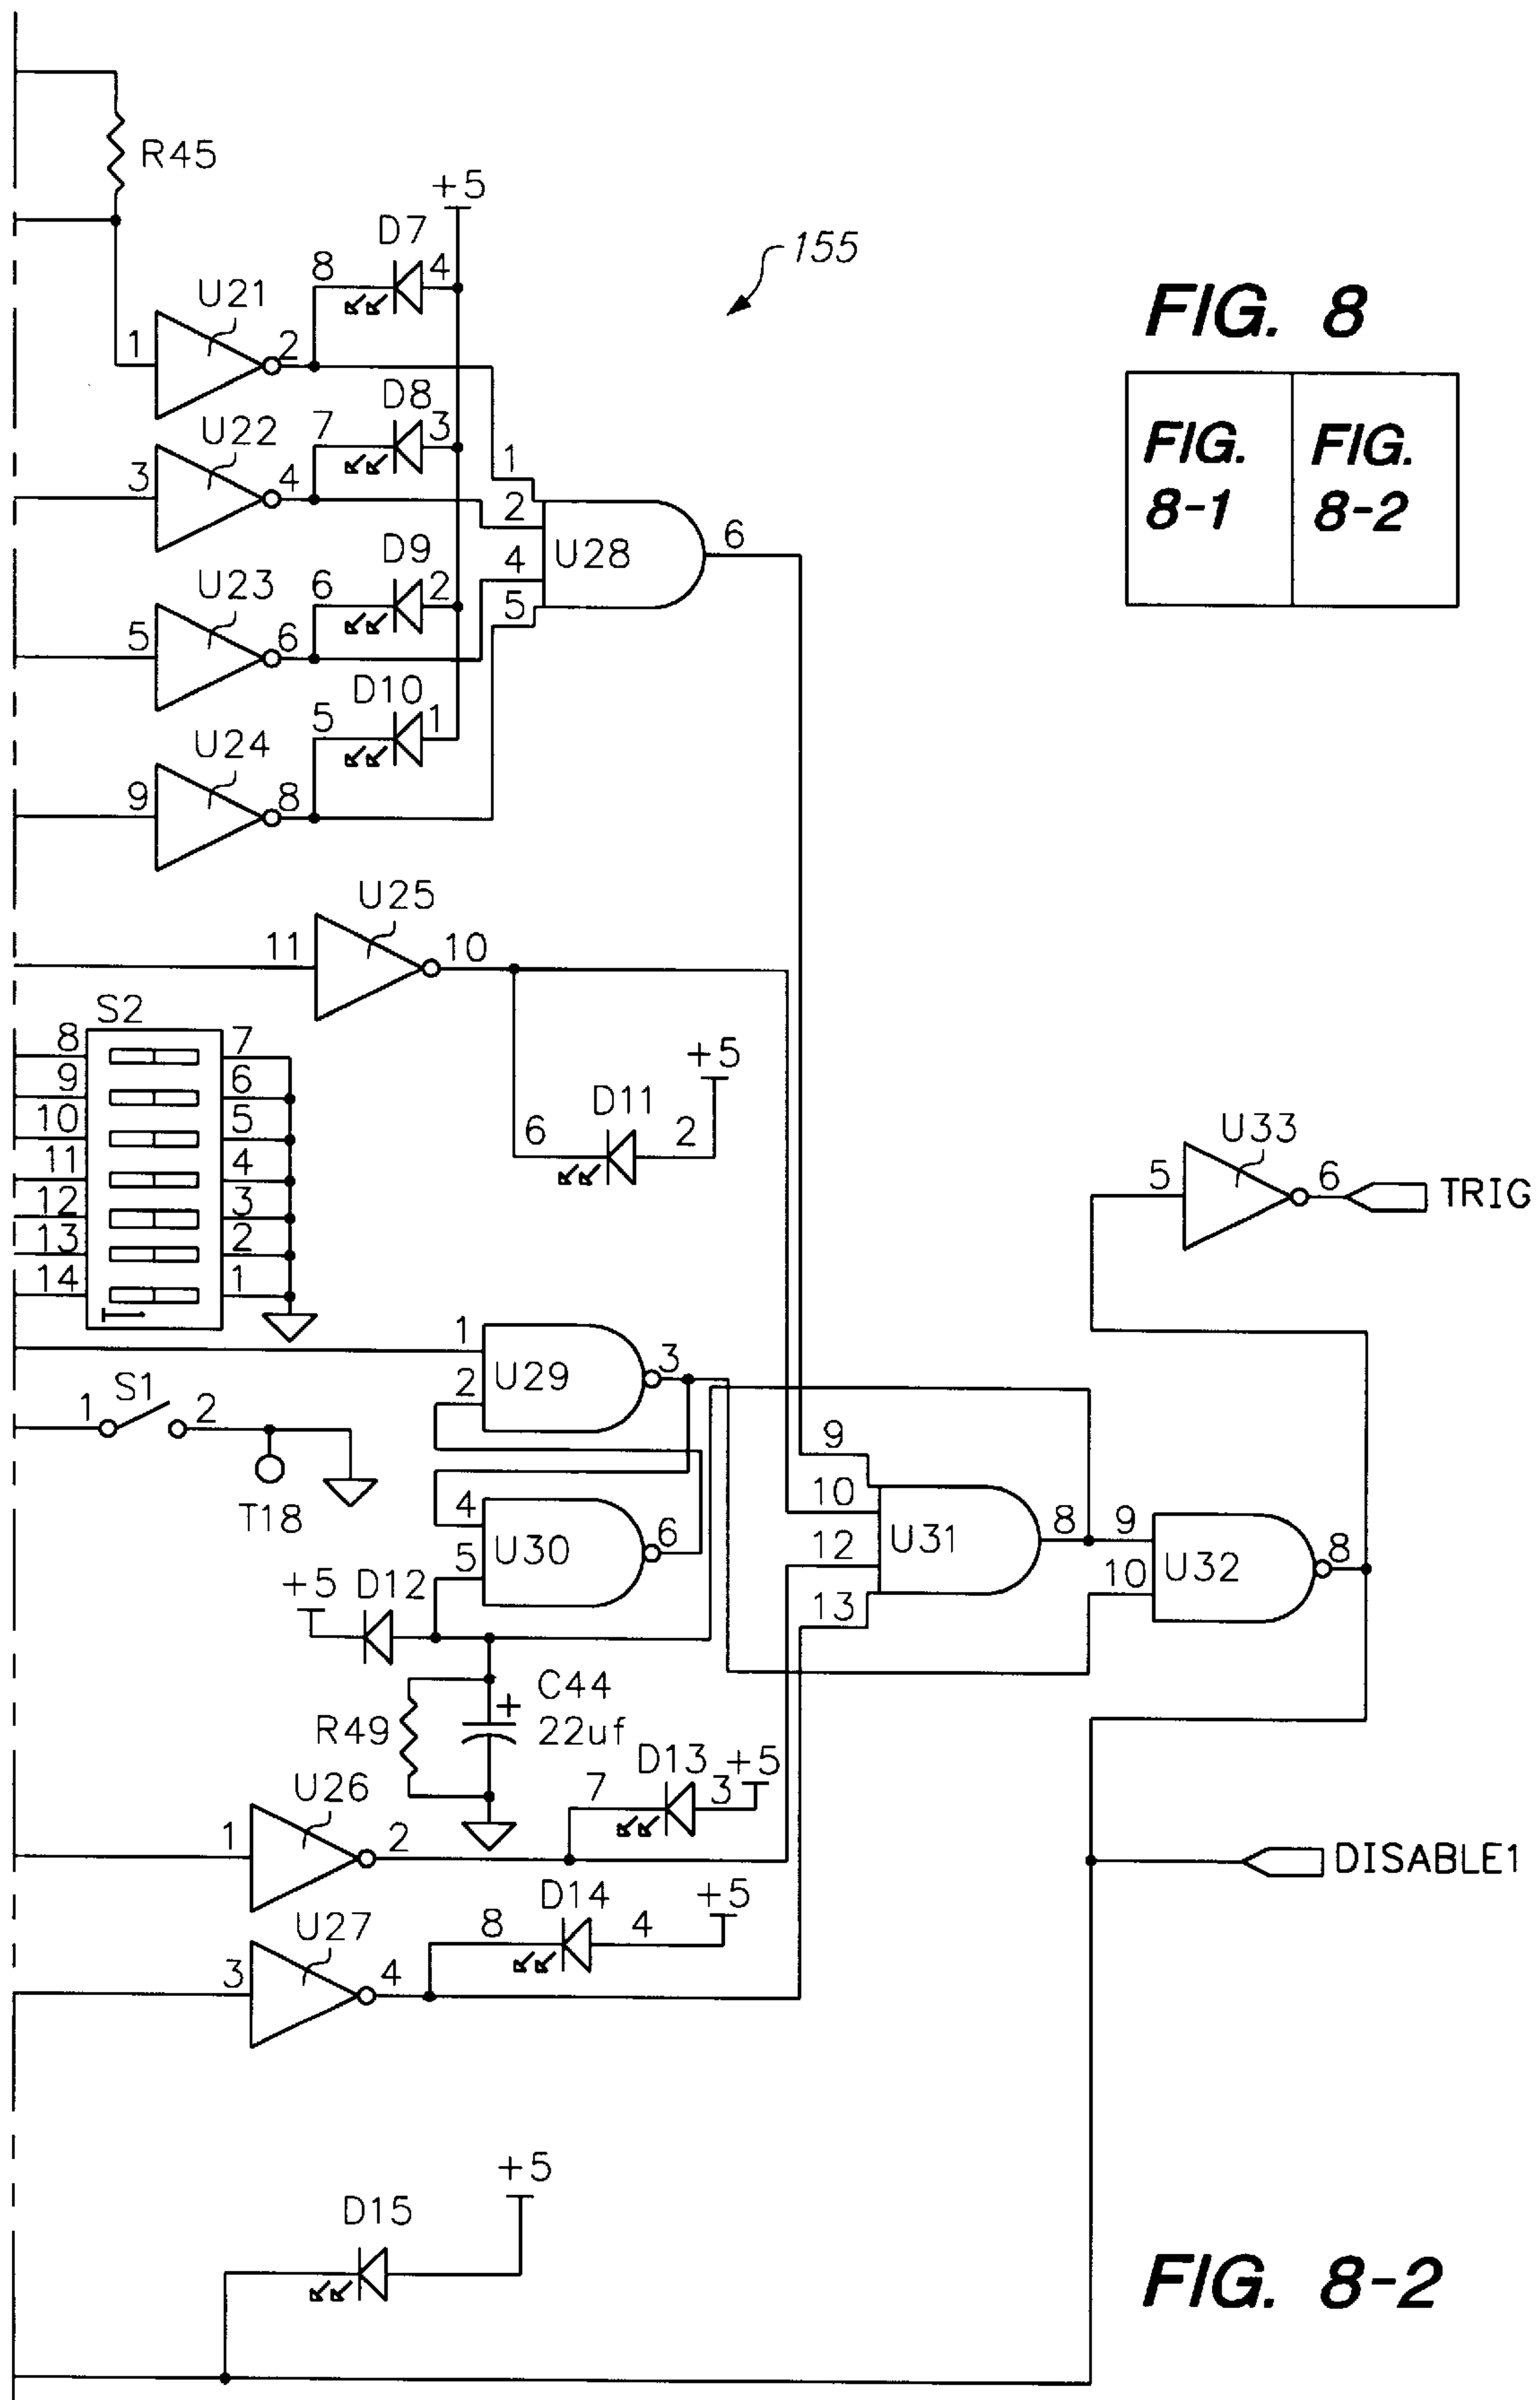 R45
+5
D7
155
8
4
FIG. 8
U21
1
2
FIG. 8-1
FIG. 8-2
D8
U22
7
3
1
3
4
2
U28
6
D9
4
U23
6
2
5
5
6
D10
5
1
U24
9
8
U25
11
10
S2
8
7
9
6
10
5
11
4
12
3
13
2
14
1
+5
D11
6
2
U33
5
6
TRIG
1
U29
3
2
S1
1
2
T18
9
4
10
U30
6
U31
8
9
5
12
10
U32
8
+5
D12
13
C44
22uf
R49
D13
+5
7
3
U26
1
2
DISABLE1
D14
+5
8
4
U27
3
4
+5
D15
FIG. 8-2